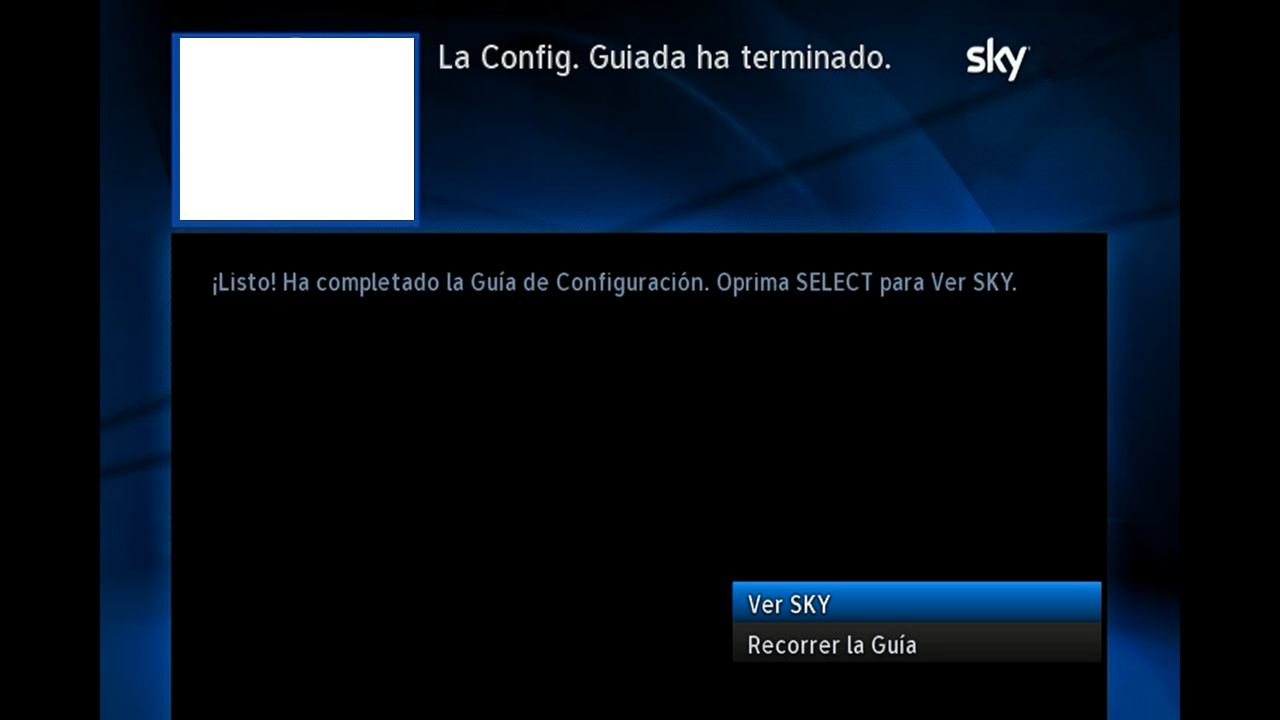 La Config. Guiada ha terminado.
sky
¡Listo! Ha completado la Guía de Configuración. Oprima SELECT para Ver SKY.
Ver SKY
Recorrer la Guía